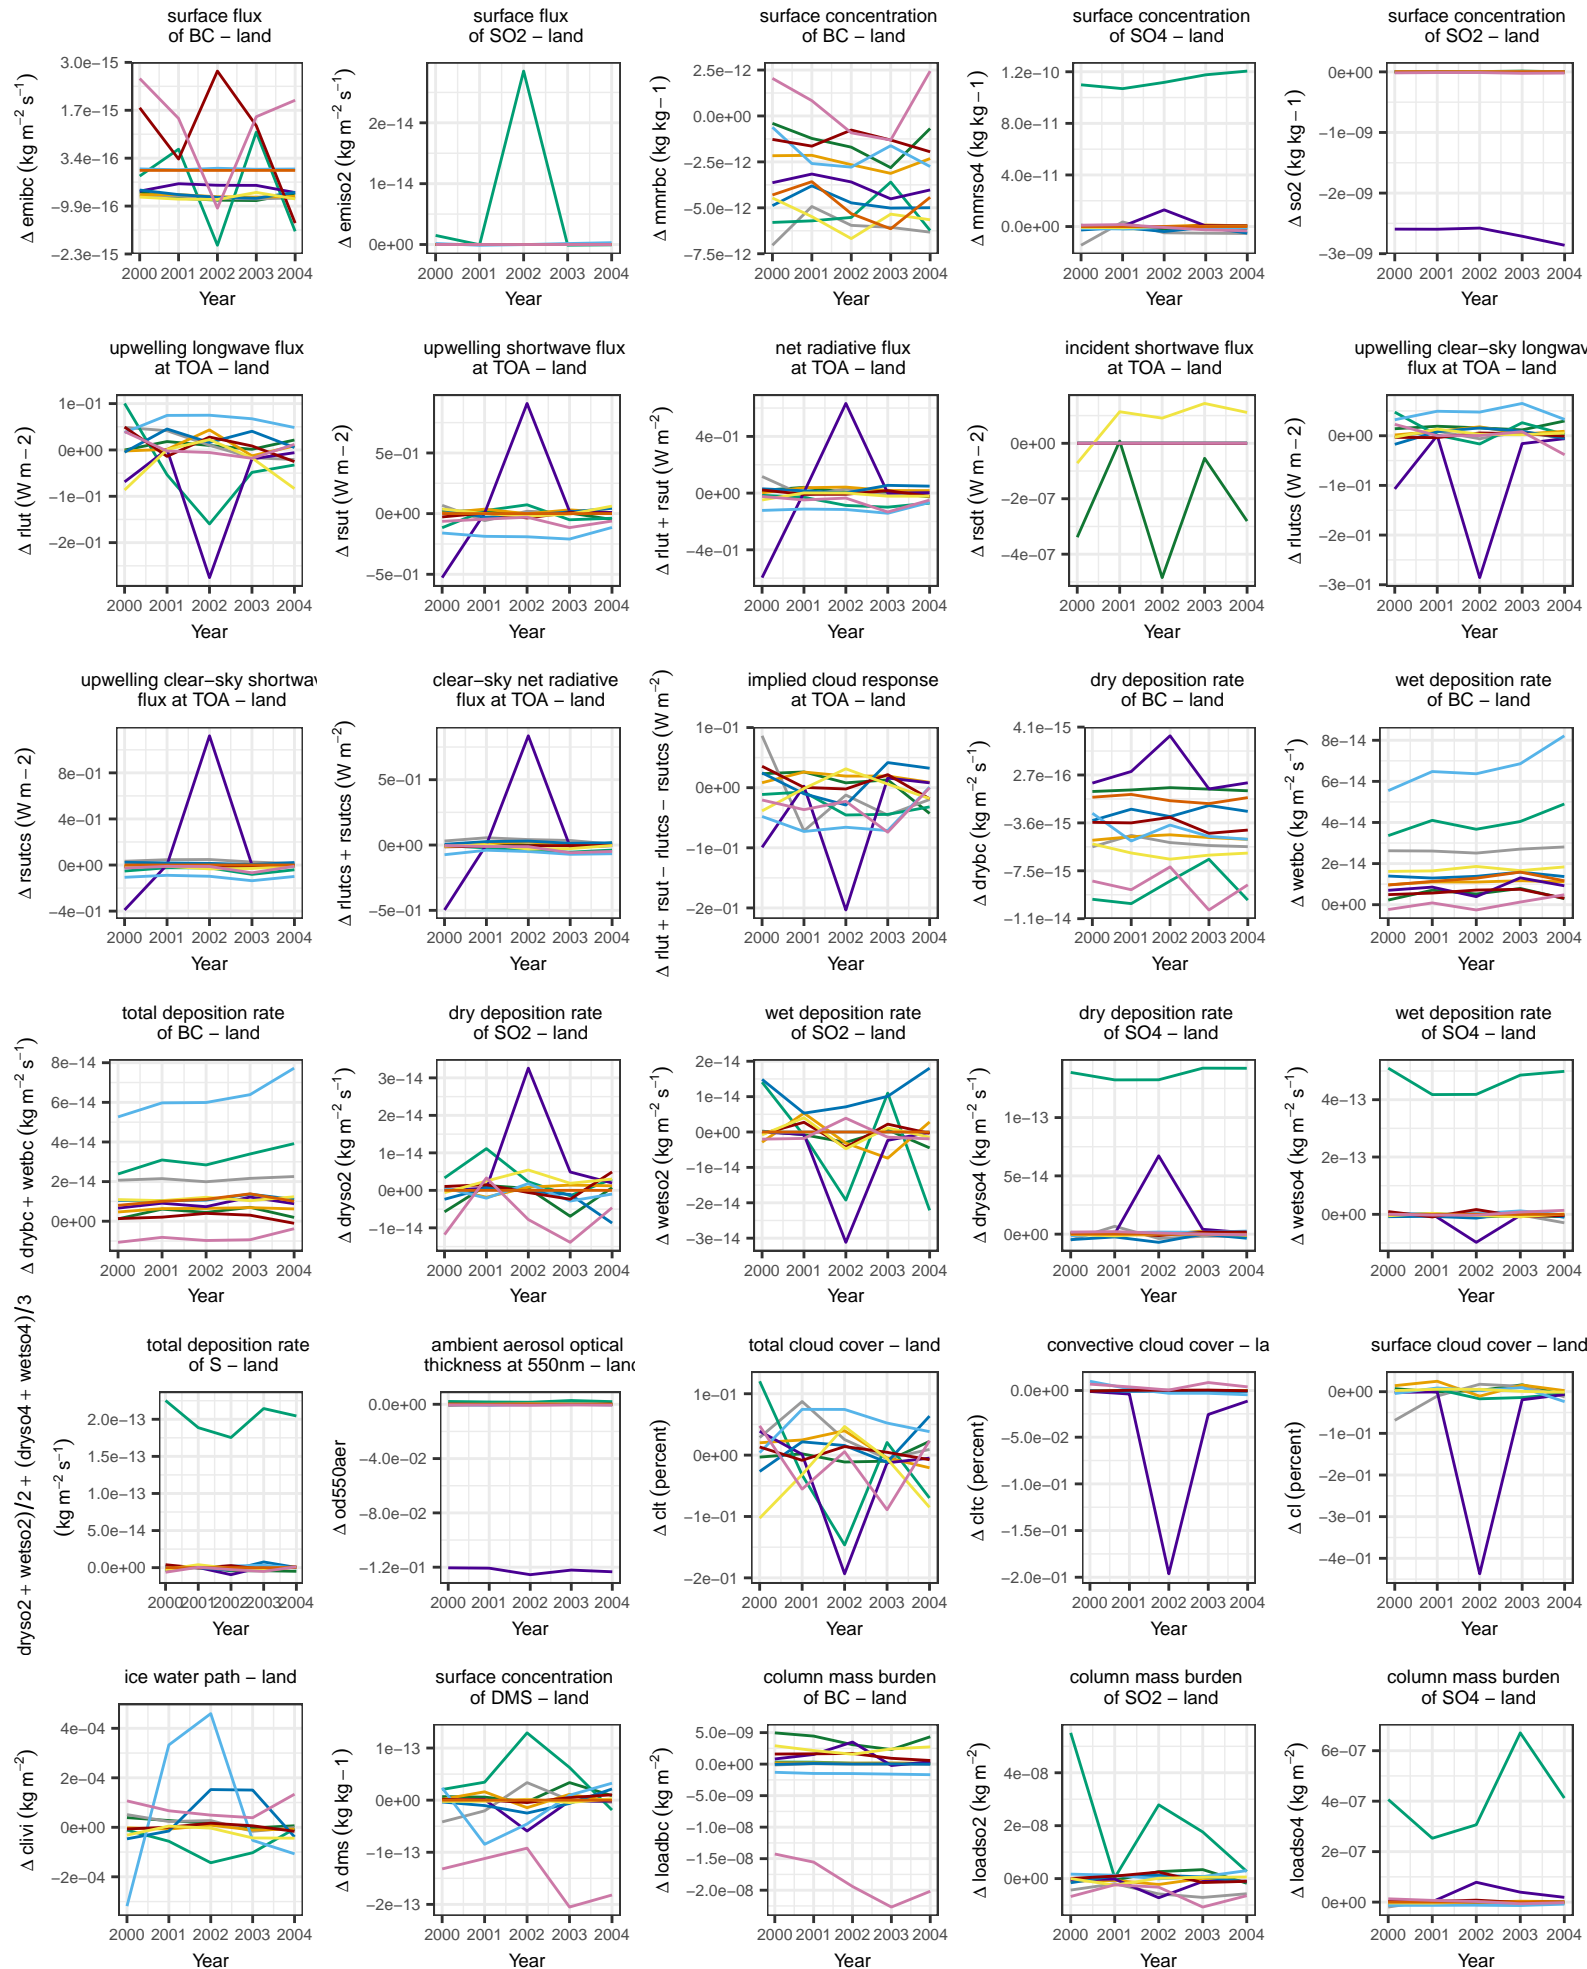 surface flux
of BC – land
surface flux
of SO2 – land
surface concentration
of BC – land
surface concentration
of SO4 – land
surface concentration
of SO2 – land
Δ emibc (kg m−2 s−1)
3.0e−15
1.7e−15
3.4e−16
−9.9e−16
−2.3e−15
2000 2001 2002 2003 2004
Year
Δ emiso2 (kg m−2 s−1)
2e−14
1e−14
0e+00
2000 2001 2002 2003 2004
Year
Δ mmrbc (kg kg−1)
2.5e−12
0.0e+00
−2.5e−12
−5.0e−12
−7.5e−12
2000 2001 2002 2003 2004
Year
Δ mmrso4 (kg kg−1)
1.2e−10
8.0e−11
4.0e−11
0.0e+00
2000 2001 2002 2003 2004
Year
Δ so2 (kg kg−1)
0e+00
−1e−09
−2e−09
−3e−09
2000 2001 2002 2003 2004
Year
upwelling longwave flux
at TOA – land
upwelling shortwave flux
at TOA – land
net radiative flux
at TOA – land
incident shortwave flux
at TOA – land
upwelling clear−sky longwav
flux at TOA – land
Δ rlut (W m−2)
1e−01
0e+00
−1e−01
−2e−01
2000 2001 2002 2003 2004
Year
Δ rsut (W m−2)
5e−01
0e+00
−5e−01
2000 2001 2002 2003 2004
Year
Δ rlut + rsut (W m−2)
4e−01
0e+00
−4e−01
2000 2001 2002 2003 2004
Year
Δ rsdt (W m−2)
0e+00
−2e−07
−4e−07
2000 2001 2002 2003 2004
Year
Δ rlutcs (W m−2)
0e+00
−1e−01
−2e−01
−3e−01
2000 2001 2002 2003 2004
Year
upwelling clear−sky shortwav
flux at TOA – land
clear−sky net radiative
flux at TOA – land
implied cloud response
at TOA – land
dry deposition rate
of BC – land
wet deposition rate
of BC – land
Δ rsutcs (W m−2)
8e−01
4e−01
0e+00
−4e−01
2000 2001 2002 2003 2004
Year
Δ rlutcs + rsutcs (W m−2)
5e−01
0e+00
−5e−01
2000 2001 2002 2003 2004
Year
Δ rlut + rsut − rlutcs − rsutcs (W m−2)
1e−01
0e+00
−1e−01
−2e−01
2000 2001 2002 2003 2004
Year
Δ drybc (kg m−2 s−1)
4.1e−15
2.7e−16
−3.6e−15
−7.5e−15
−1.1e−14
2000 2001 2002 2003 2004
Year
Δ wetbc (kg m−2 s−1)
8e−14
6e−14
4e−14
2e−14
0e+00
2000 2001 2002 2003 2004
Year
total deposition rate
of BC – land
dry deposition rate
of SO2 – land
wet deposition rate
of SO2 – land
dry deposition rate
of SO4 – land
wet deposition rate
of SO4 – land
Δ drybc + wetbc (kg m−2 s−1)
8e−14
6e−14
4e−14
2e−14
0e+00
2000 2001 2002 2003 2004
Year
Δ dryso2 (kg m−2 s−1)
3e−14
2e−14
1e−14
0e+00
−1e−14
2000 2001 2002 2003 2004
Year
Δ wetso2 (kg m−2 s−1)
2e−14
1e−14
0e+00
−1e−14
−2e−14
−3e−14
2000 2001 2002 2003 2004
Year
Δ dryso4 (kg m−2 s−1)
1e−13
5e−14
0e+00
2000 2001 2002 2003 2004
Year
Δ wetso4 (kg m−2 s−1)
4e−13
2e−13
0e+00
2000 2001 2002 2003 2004
Year
total deposition rate
of S – land
ambient aerosol optical
thickness at 550nm – land
total cloud cover – land
convective cloud cover – la
surface cloud cover – land
dryso2 + wetso2)/2 + (dryso4 + wetso4)/3
(kg m−2 s−1)
2.0e−13
1.5e−13
1.0e−13
5.0e−14
0.0e+00
2000 2001 2002 2003 2004
Year
Δ od550aer
0.0e+00
−4.0e−02
−8.0e−02
−1.2e−01
2000 2001 2002 2003 2004
Year
Δ clt (percent)
1e−01
0e+00
−1e−01
−2e−01
2000 2001 2002 2003 2004
Year
Δ cltc (percent)
0.0e+00
−5.0e−02
−1.0e−01
−1.5e−01
−2.0e−01
2000 2001 2002 2003 2004
Year
Δ cl (percent)
0e+00
−1e−01
−2e−01
−3e−01
−4e−01
2000 2001 2002 2003 2004
Year
ice water path – land
surface concentration
of DMS – land
column mass burden
of BC – land
column mass burden
of SO2 – land
column mass burden
of SO4 – land
Δ clivi (kg m−2)
4e−04
2e−04
0e+00
−2e−04
2000 2001 2002 2003 2004
Year
Δ dms (kg kg−1)
1e−13
0e+00
−1e−13
−2e−13
2000 2001 2002 2003 2004
Year
Δ loadbc (kg m−2)
5.0e−09
0.0e+00
−5.0e−09
−1.0e−08
−1.5e−08
−2.0e−08
2000 2001 2002 2003 2004
Year
Δ loadso2 (kg m−2)
4e−08
2e−08
0e+00
2000 2001 2002 2003 2004
Year
Δ loadso4 (kg m−2)
6e−07
4e−07
2e−07
0e+00
2000 2001 2002 2003 2004
Year